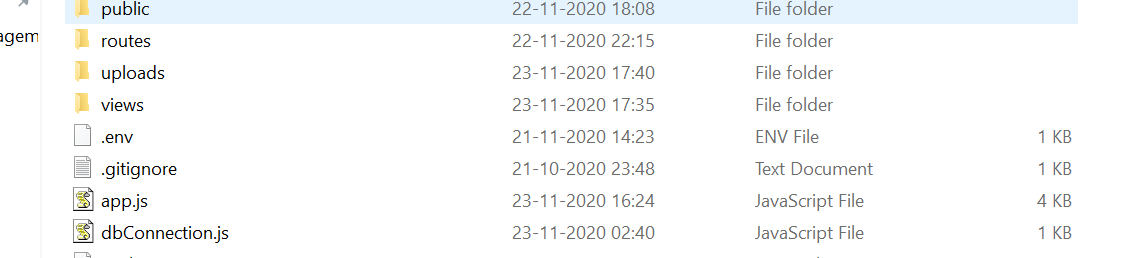 public 22-11-2020 18:08 File folder
agem
routes 22-11-2020 22:15 File folder
uploads 23-11-2020 17:40 File folder
views 23-11-2020 17:35 File folder
.env 21-11-2020 14:23 ENV File 1 KB
.gitignore 21-10-2020 23:48 Text Document 1 KB
app.js 23-11-2020 16:24 JavaScript File 4 KB
dbConnection.js 23-11-2020 02:40 JavaScript File 1 KB